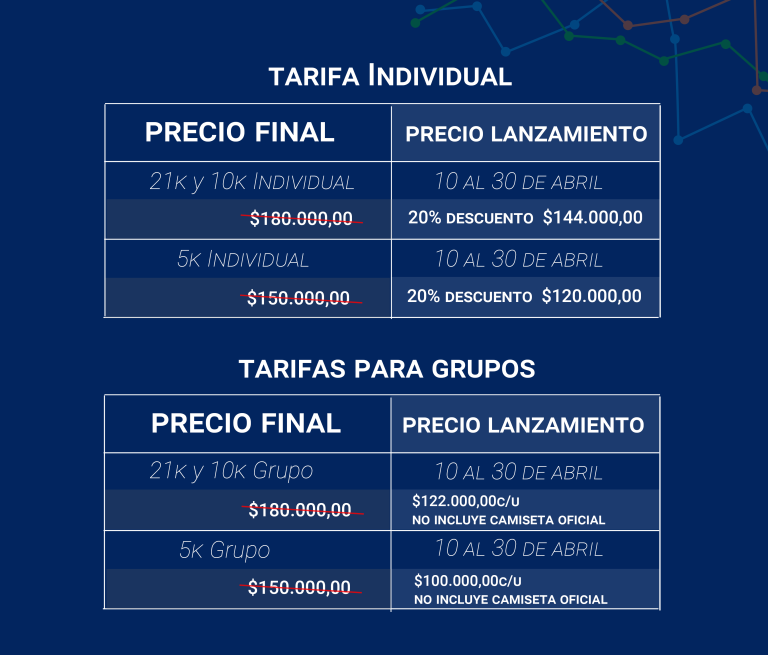 TARIFA INDIVIDUAL
PRECIO FINAL
PRECIO LANZAMIENTO
21K Y 10K INDIVIDUAL
10 AL 30 DE ABRIL
$180.000,00
20% DESCUENTO $144.000,00
5K INDIVIDUAL
10 AL 30 DE ABRIL
$150.000,00
20% DESCUENTO $120.000,00
TARIFAS PARA GRUPOS
PRECIO FINAL
PRECIO LANZAMIENTO
21K y 10K Grupo
10 AL 30 DE ABRIL
$180.000,00
$122.000,00C/U
NO INCLUYE CAMISETA OFICIAL
5K Grupo
10 AL 30 DE ABRIL
$150.000,00
$100.000,00C/U
NO INCLUYE CAMISETA OFICIAL